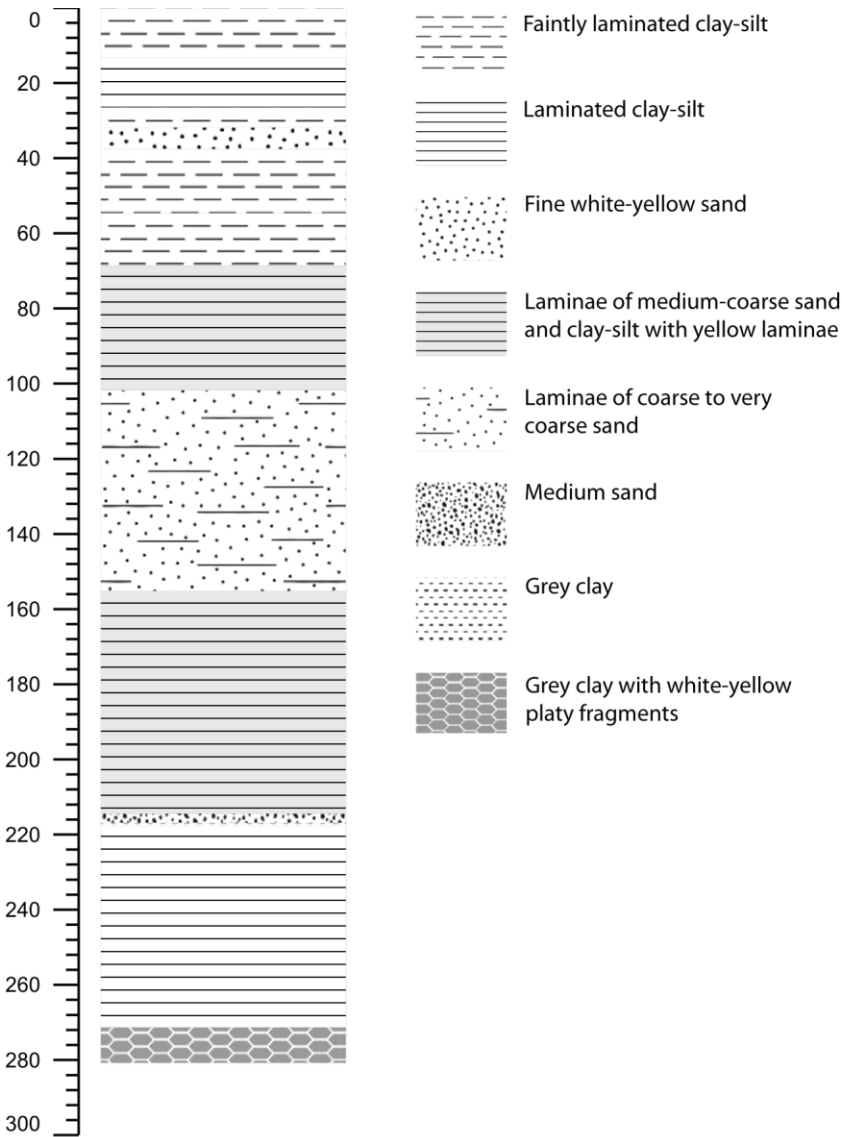 0
20
40
60
80
100
120
140
160
180
200
220
240
260
280
300
Faintly laminated clay-silt
Laminated clay-silt
Fine white-yellow sand
Laminae of medium-coarse sand
and clay-silt with yellow laminae
Laminae of coarse to very
coarse sand
Medium sand
Grey clay
Grey clay with white-yellow
platy fragments